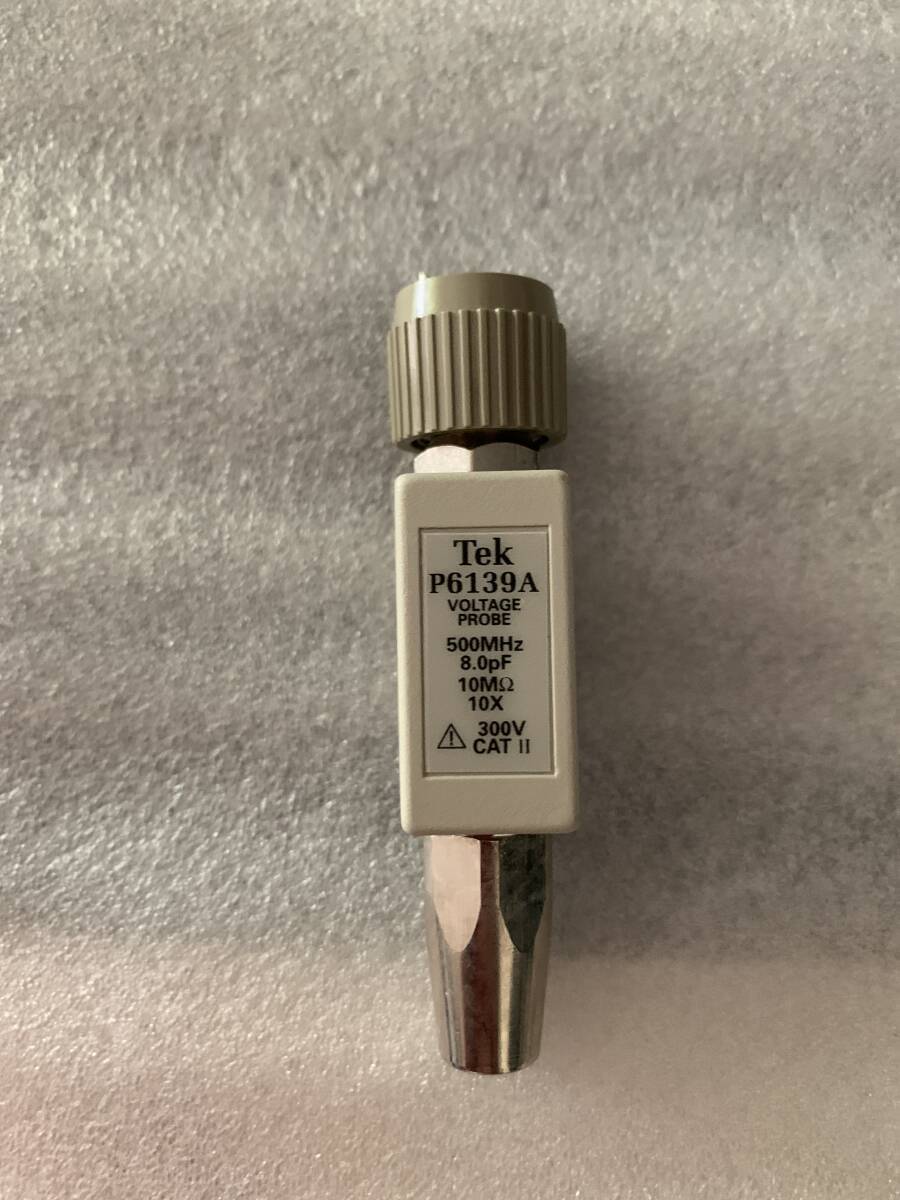 Tek
P6139A
VOLTAGE
PROBE
500MHz
8.0pF
10MΩ
10X
300V
CAT II